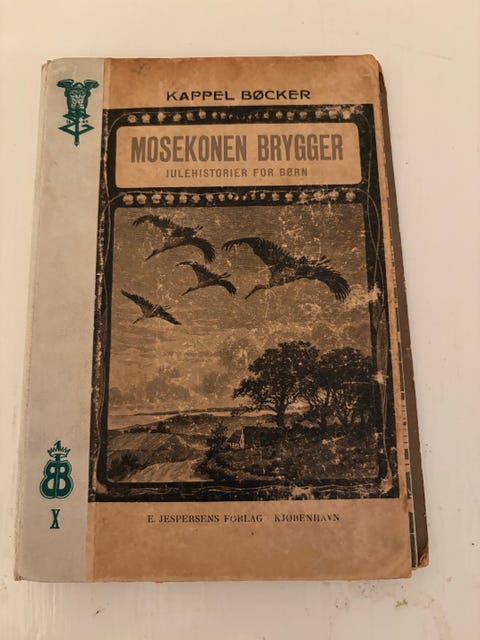 KAPPEL BØCKER
MOSEKONEN BRYGGER
JULEHISTORIER FOR BØRN
E. JESPERSENS FORLAG - KJØBENHAVN
X